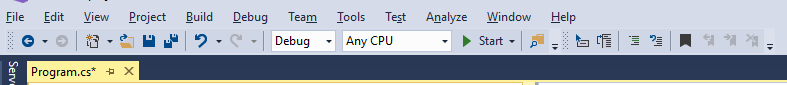 File Edit View Project Build Debug Team Tools Test Analyze Window Help
Debug Any CPU Start
Program.cs*